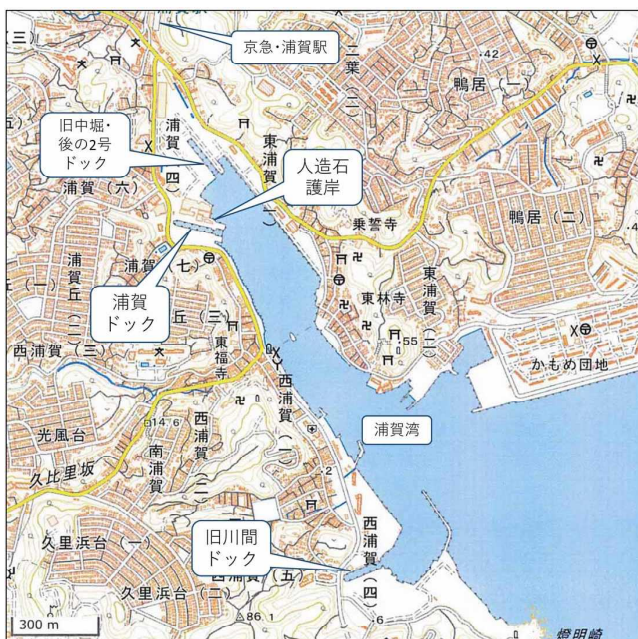 京急・浦賀駅
(三)
二葉(二)
・42
鴨居
旧中堀・
後の2号
ドック
浦賀(四)
人造石
護岸
東浦賀(一)
浦賀(六)
乗誓寺
鴨居(二)
浦賀(七)
浦賀丘(二)
丘(一)
浦賀
ドック
丘(三)
東林寺
東浦賀(二)
・55
西浦賀(三)
東福寺
かもめ団地
西浦賀(一)
光風台
14.6
西浦賀(二)
南浦賀
浦賀湾
久比里坂
・2
久里浜台(一)
旧川間
ドック
西浦賀(五)
西浦賀(四)
久里浜台(二)
86.1
・6
300 m
燈明崎